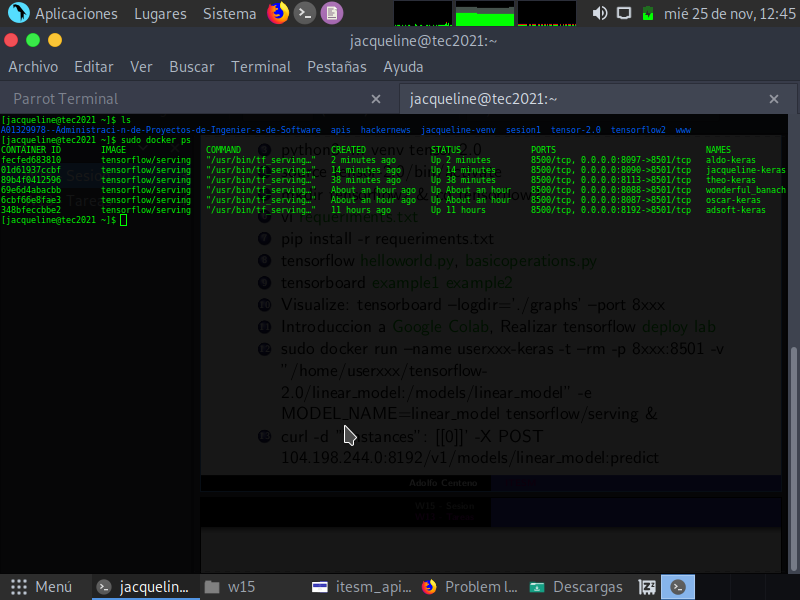 Aplicaciones Lugares Sistema mié 25 de nov, 12:45
jacqueline@tec2021:~
Archivo Editar Ver Buscar Terminal Pestañas Ayuda
Parrot Terminal × jacqueline@tec2021:~ ×
[jacqueline@tec2021 ~]$ ls
A01329978--Administraci-n-de-Proyectos-de-Ingenier-a-de-Software apis hackernews jacqueline-venv sesion1 tensor-2.0 tensorflow2 www
[jacqueline@tec2021 ~]$ sudo docker ps
CONTAINER ID IMAGE COMMAND CREATED STATUS PORTS NAMES
fecfed683810 tensorflow/serving "/usr/bin/tf_serving…" 2 minutes ago Up 2 minutes 8500/tcp, 0.0.0.0:8097->8501/tcp aldo-keras
01d61937ccbf tensorflow/serving "/usr/bin/tf_serving…" 14 minutes ago Up 14 minutes 8500/tcp, 0.0.0.0:8090->8501/tcp jacqueline-keras
89b4f0412596 tensorflow/serving "/usr/bin/tf_serving…" 38 minutes ago Up 38 minutes 8500/tcp, 0.0.0.0:8113->8501/tcp theo-keras
69e6d4abacbb tensorflow/serving "/usr/bin/tf_serving…" About an hour ago Up About an hour 8500/tcp, 0.0.0.0:8088->8501/tcp wonderful_banach
6cbf66e8fae3 tensorflow/serving "/usr/bin/tf_serving…" About an hour ago Up About an hour 8500/tcp, 0.0.0.0:8087->8501/tcp oscar-keras
348bfeccbbe2 tensorflow/serving "/usr/bin/tf_serving…" 11 hours ago Up 11 hours 8500/tcp, 0.0.0.0:8192->8501/tcp adsoft-keras
[jacqueline@tec2021 ~]$
vi requeriments.txt
pip install -r requeriments.txt
tensorflow helloworld.py, basicoperations.py
tensorboard example1 example2
Visualize: tensorboard –logdir='./graphs' –port 8xxx
Introduccion a Google Colab, Realizar tensorflow deploy lab
sudo docker run –name userxxx-keras -t –rm -p 8xxx:8501 -v
"/home/userxxx/tensorflow-
2.0/linear_model:/models/linear_model" -e
MODEL_NAME=linear_model tensorflow/serving &
curl -d stances": [[0]]' -X POST
104.198.244.0:8192/v1/models/linear_model:predict
Adolfo Centeno
W15 - Sesion
Menú jacquelin... w15 itesm_api... Problem l... Descargas